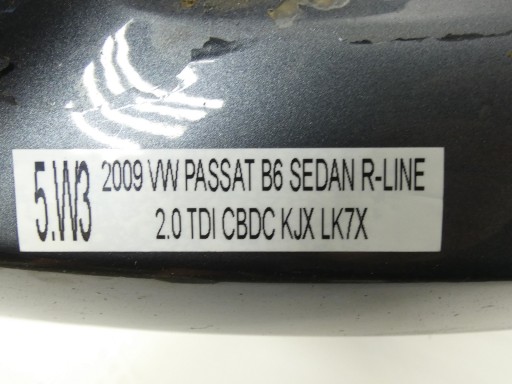 5.W3
2009 VW PASSAT B6 SEDAN R-LINE
2.0 TDI CBDC KJX LK7X